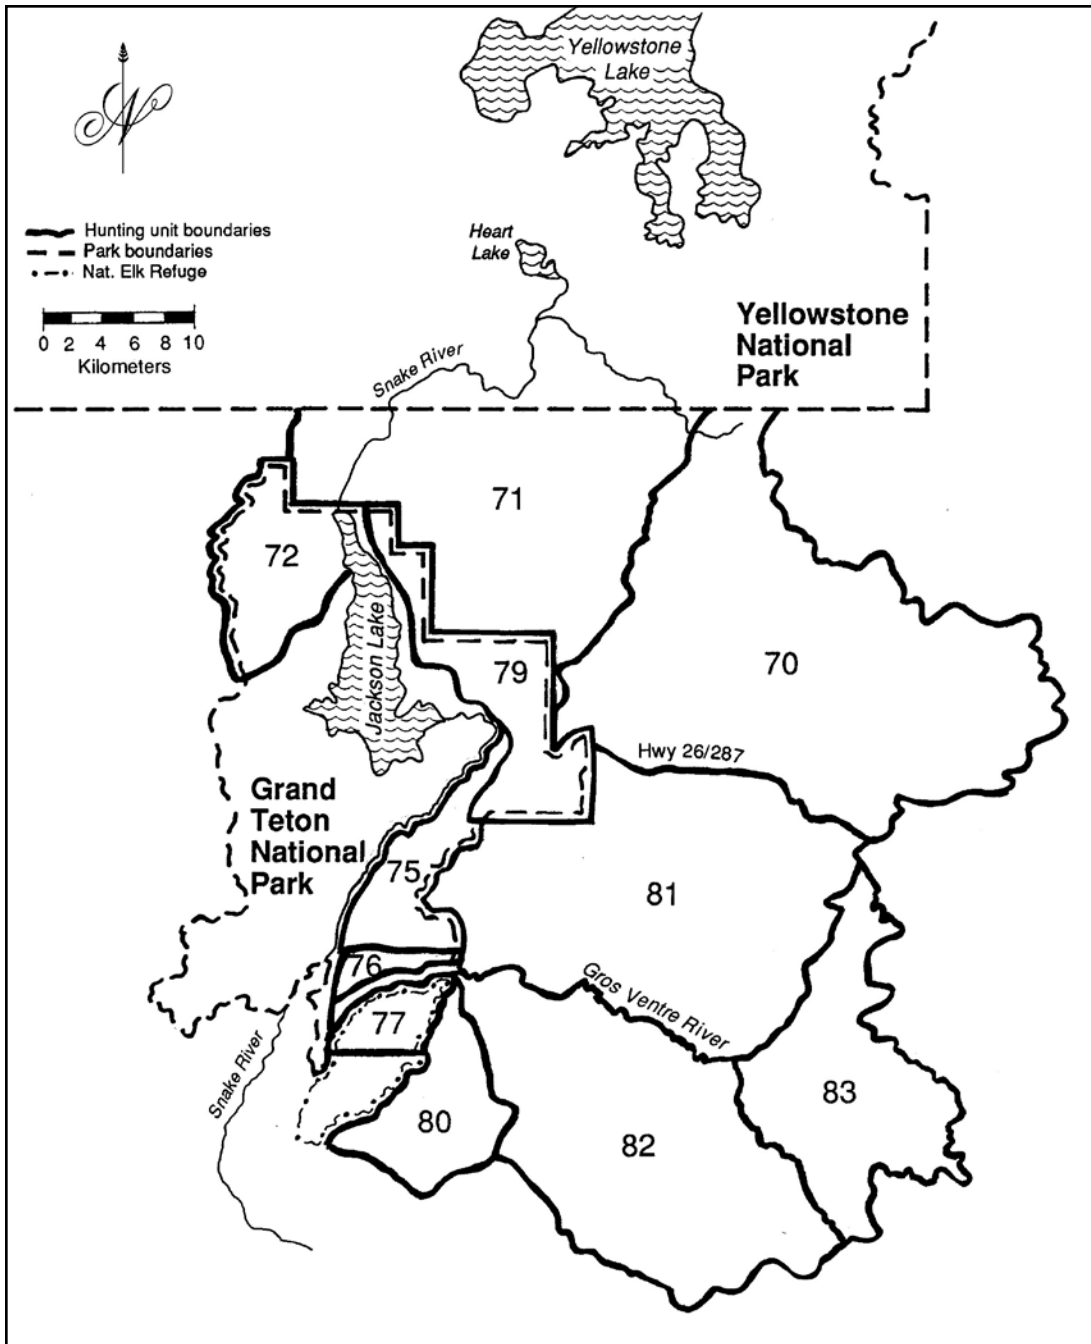 Yellowstone
Lake
N
Hunting unit boundaries
Park boundaries
Nat. Elk Refuge
0 2 4 6 8 10
Kilometers
Heart
Lake
Yellowstone
National
Park
Snake River
71
72
Jackson Lake
79
70
Hwy 26/287
Grand
Teton
National
Park
75
81
76
Gros Ventre River
77
Snake River
80
83
82